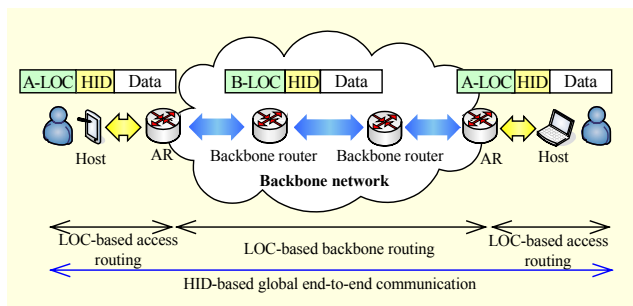 A-LOC HID Data
B-LOC HID Data
A-LOC HID Data
Host
AR
Backbone router
Backbone router
AR
Host
Backbone network
LOC-based access
routing
LOC-based backbone routing
LOC-based access
routing
HID-based global end-to-end communication